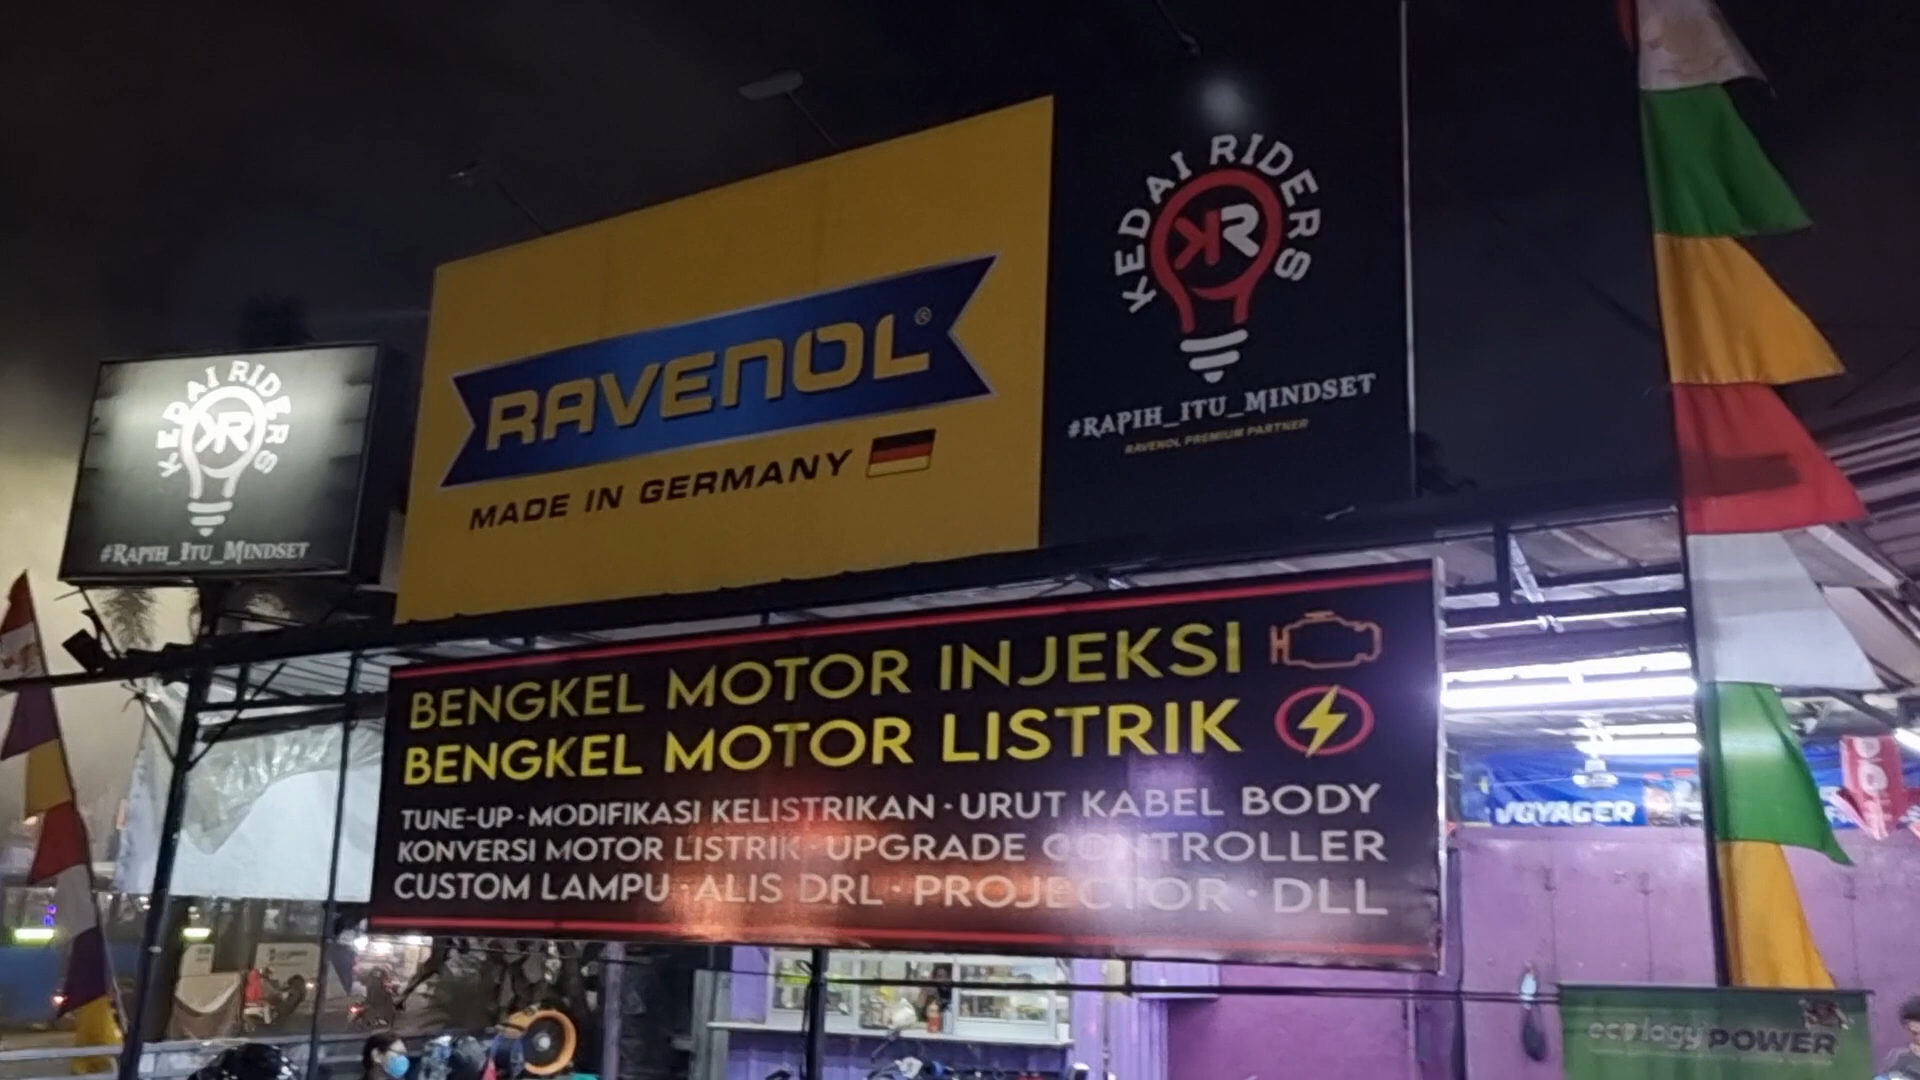 KEDAI RIDERS
KR
#RAPIH_ITU_MINDSET
RAVENOL®
MADE IN GERMANY
KEDAI RIDERS
KR
#RAPIH_ITU_MINDSET
RAVENOL PREMIUM PARTNER
BENGKEL MOTOR INJEKSI
BENGKEL MOTOR LISTRIK
TUNE-UP · MODIFIKASI KELISTRIKAN · URUT KABEL BODY
KONVERSI MOTOR LISTRIK · UPGRADE CONTROLLER
CUSTOM LAMPU · ALIS DRL · PROJECTOR · DLL
VOYAGER
ecology POWER